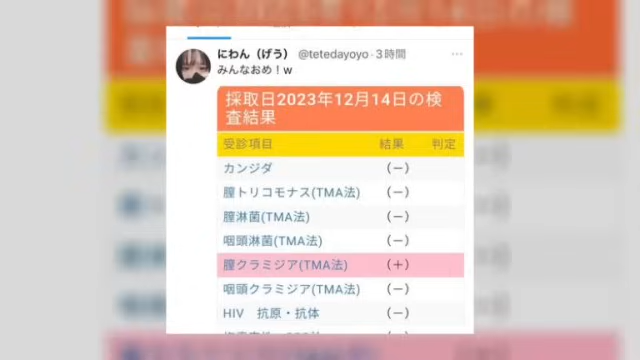 にわん（げう） @tetedayoyo · 3時間 …
みんなおめ！w
採取日2023年12月14日の検
査結果
受診項目 結果 判定
カンジダ (－)
膣トリコモナス(TMA法) (－)
膣淋菌(TMA法) (－)
咽頭淋菌(TMA法) (－)
膣クラミジア(TMA法) (＋)
咽頭クラミジア(TMA法) (－)
HIV 抗原・抗体 (－)